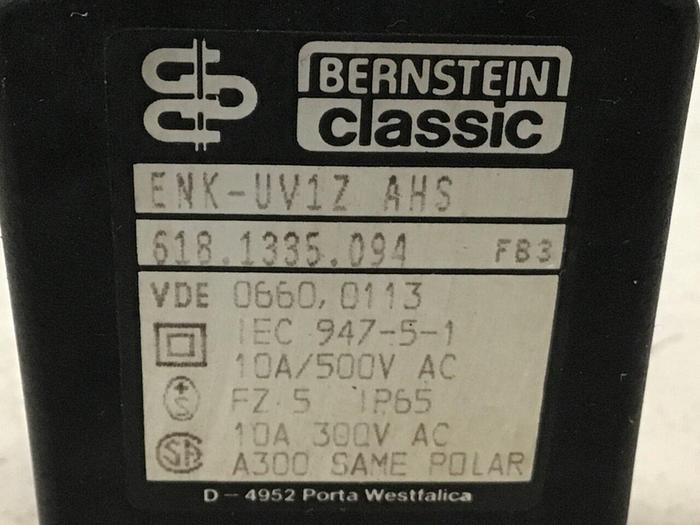 BERNSTEIN
classic
ENK-UV1Z AHS
618.1335.094 FB3
VDE 0660,0113
IEC 947-5-1
10A/500V AC
FZ 5 IP65
10A 300V AC
A300 SAME POLAR
D - 4952 Porta Westfalica